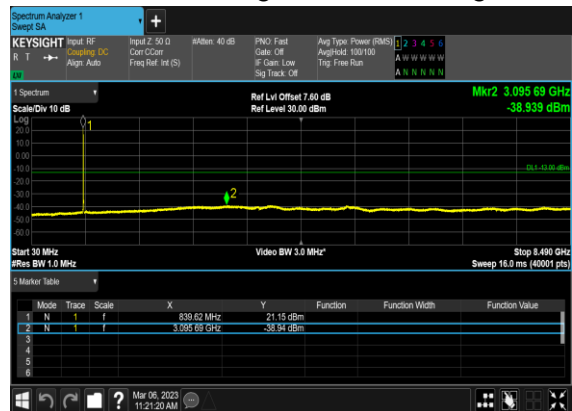 Spectrum Analyzer 1
Swept SA
+
KEYSIGHT Input: RF Input Z: 50 Ω #Atten: 40 dB PNO: Fast Avg Type: Power (RMS) 1 2 3 4 5 6
R T Coupling: DC Corr CCorr Gate: Off Avg|Hold: 100/100 A W W W W W
Align: Auto Freq Ref: Int (S) IF Gain: Low Trig: Free Run
Sig Track: Off A N N N N N
1 Spectrum Ref Lvl Offset 7.60 dB Mkr2 3.095 69 GHz
Scale/Div 10 dB Ref Level 30.00 dBm -38.939 dBm
Log
20.0
10.0
0.00
-10.0
-20.0
-30.0
-40.0
-50.0
-60.0
1
2
DL1 -13.00 dBm
Start 30 MHz Video BW 3.0 MHz* Stop 8.490 GHz
#Res BW 1.0 MHz Sweep 16.0 ms (40001 pts)
5 Marker Table
Mode Trace Scale X Y Function Function Width Function Value
1 N 1 f 839.62 MHz 21.15 dBm
2 N 1 f 3.095 69 GHz -38.94 dBm
3
4
5
6
? Mar 06, 2023
11:21:20 AM